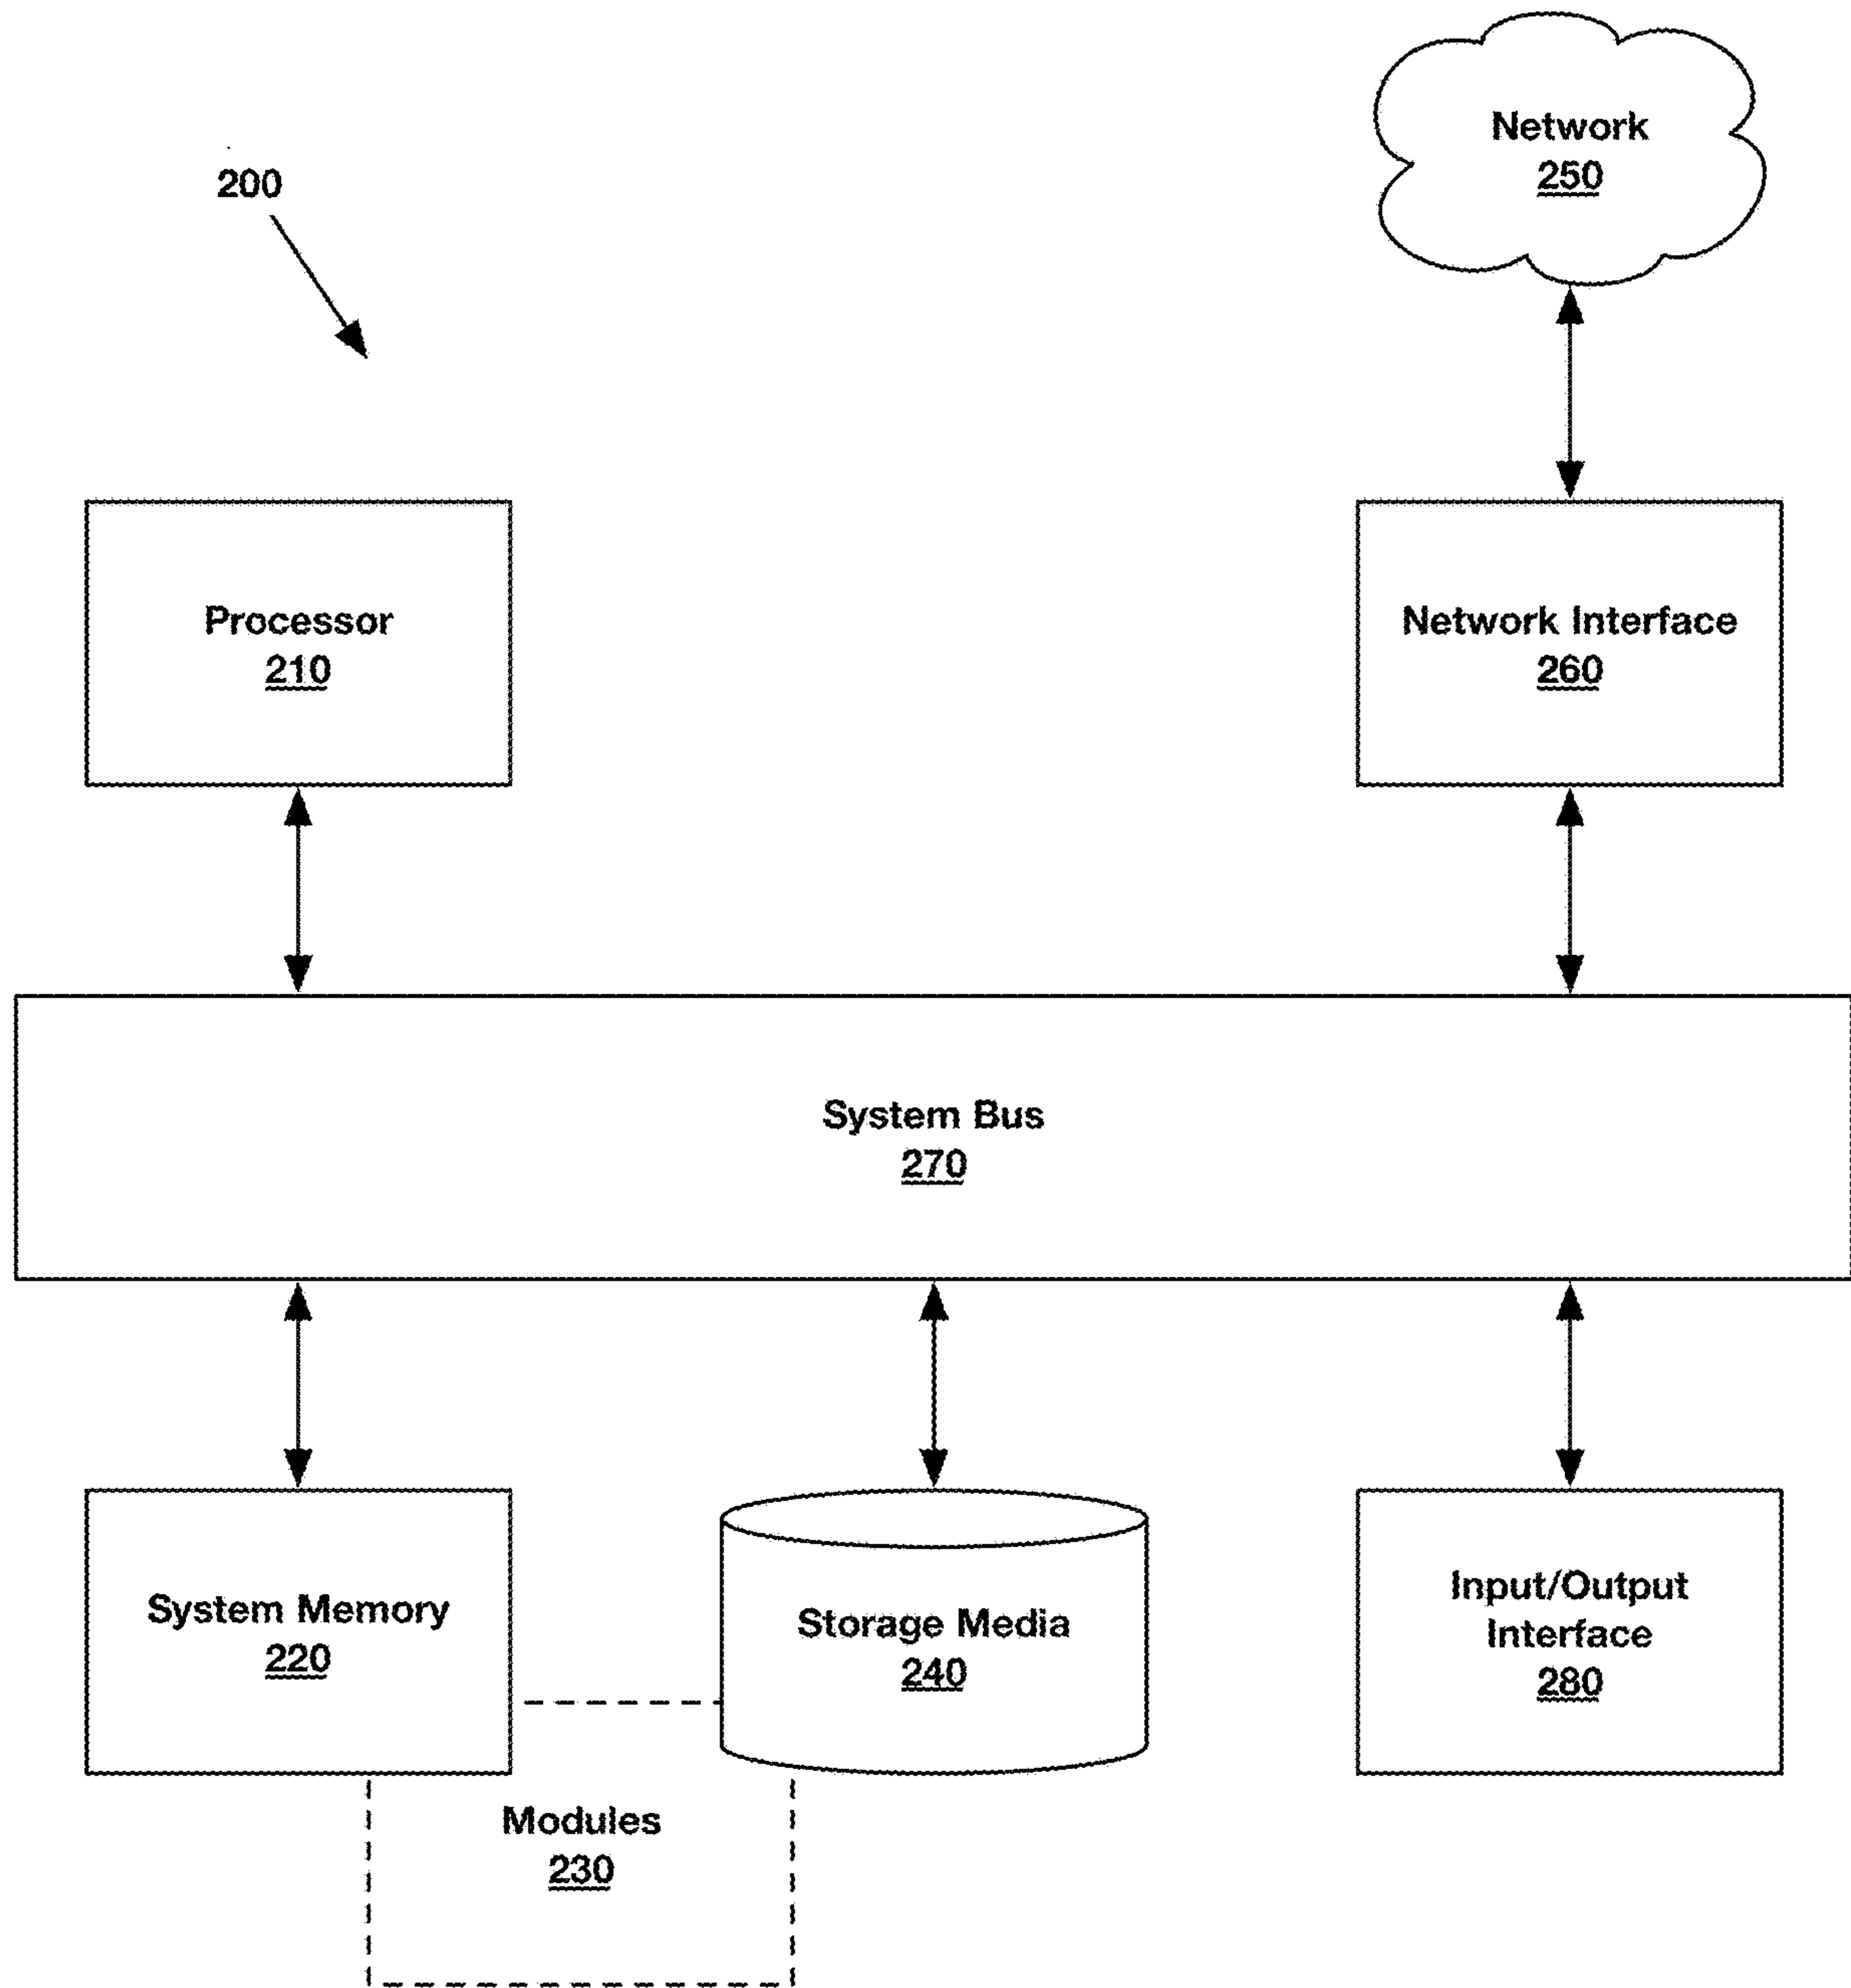 Network
250
200
Processor
210
Network Interface
260
System Bus
270
System Memory
220
Storage Media
240
Input/Output
Interface
280
Modules
230